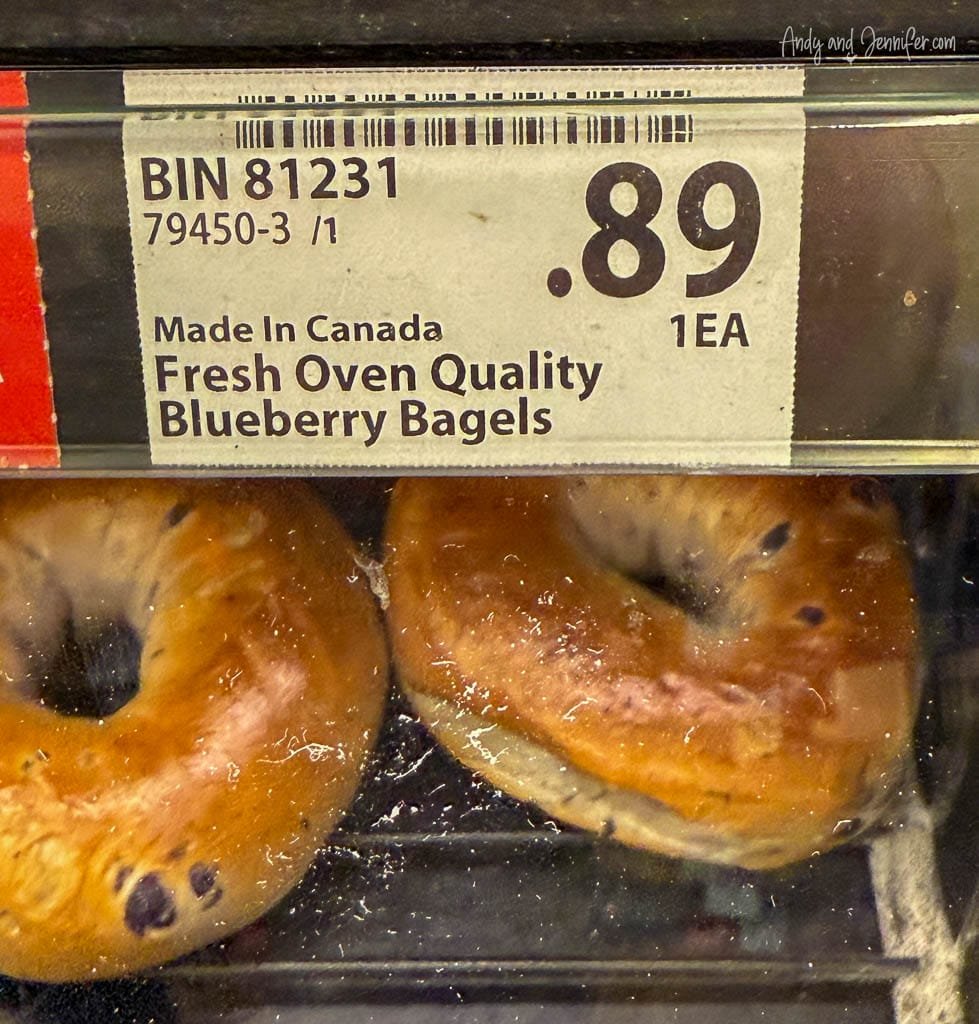 Andy and Jennifer.com
BIN 81231
79450-3 /1
.89
1EA
Made In Canada
Fresh Oven Quality
Blueberry Bagels